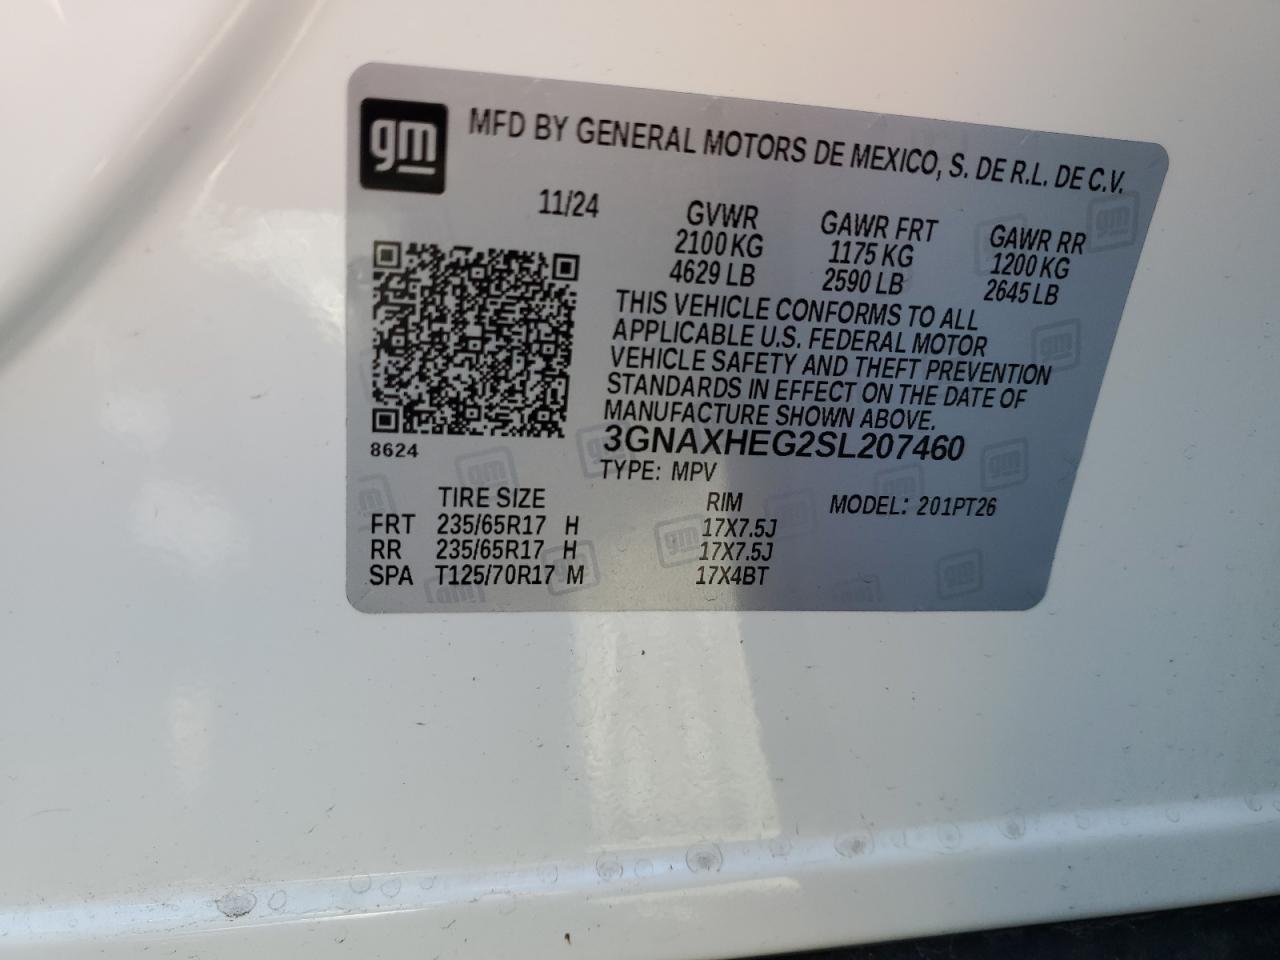 gm
MFD BY GENERAL MOTORS DE MEXICO, S. DE R.L. DE C.V.
11/24 GVWR GAWR FRT GAWR RR
2100 KG 1175 KG 1200 KG
4629 LB 2590 LB 2645 LB
THIS VEHICLE CONFORMS TO ALL
APPLICABLE U.S. FEDERAL MOTOR
VEHICLE SAFETY AND THEFT PREVENTION
STANDARDS IN EFFECT ON THE DATE OF
MANUFACTURE SHOWN ABOVE.
8624 3GNAXHEG2SL207460
TYPE: MPV
TIRE SIZE RIM MODEL: 201PT26
FRT 235/65R17 H 17X7.5J
RR 235/65R17 H 17X7.5J
SPA T125/70R17 M 17X4BT